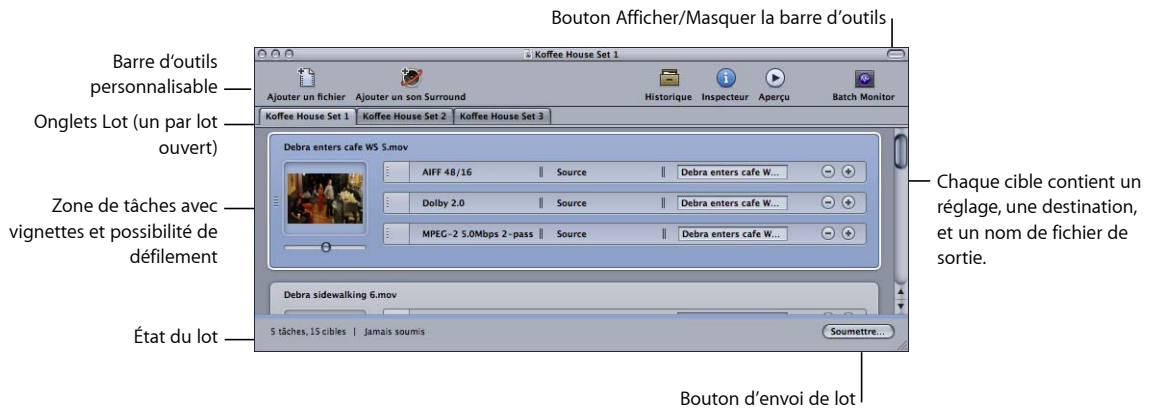 Bouton Afficher/Masquer la barre d'outils
Barre d'outils
personnalisable
Koffee House Set 1
Ajouter un fichier Ajouter un son Surround Historique Inspecteur Aperçu Batch Monitor
Onglets Lot (un par lot
ouvert)
Koffee House Set 1 Koffee House Set 2 Koffee House Set 3
Debra enters cafe WS 5.mov
AIFF 48/16 Source Debra enters cafe W...
Dolby 2.0 Source Debra enters cafe W...
MPEG-2 5.0Mbps 2-pass Source Debra enters cafe W...
Zone de tâches avec
vignettes et possibilité de
défilement
Chaque cible contient un
réglage, une destination,
et un nom de fichier de
sortie.
Debra sidewalking 6.mov
État du lot
5 tâches, 15 cibles | Jamais soumis
Soumettre...
Bouton d'envoi de lot